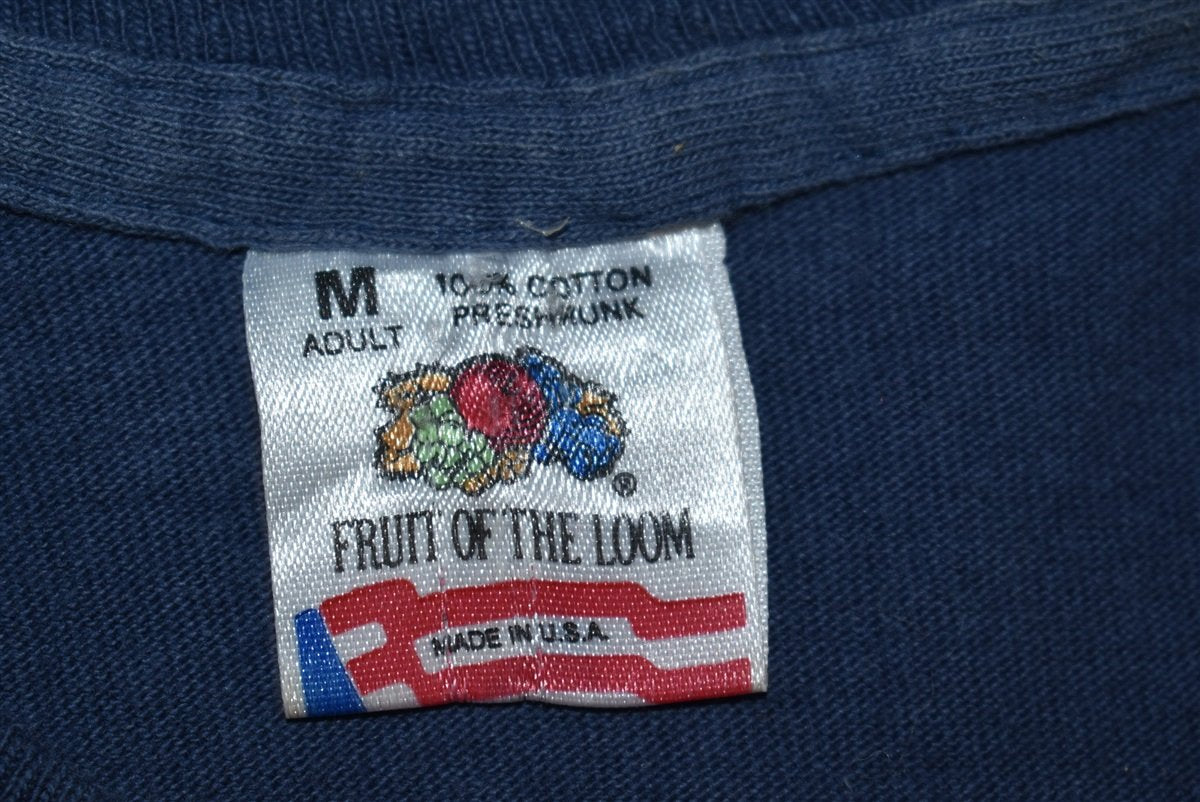 M
ADULT
100% COTTON
PRESHRUNK
®
FRUIT OF THE LOOM
MADE IN U.S.A.